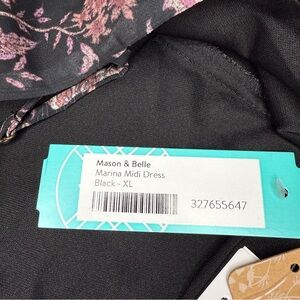 Mason & Belle
Marina Midi Dress
Black - XL
327655647